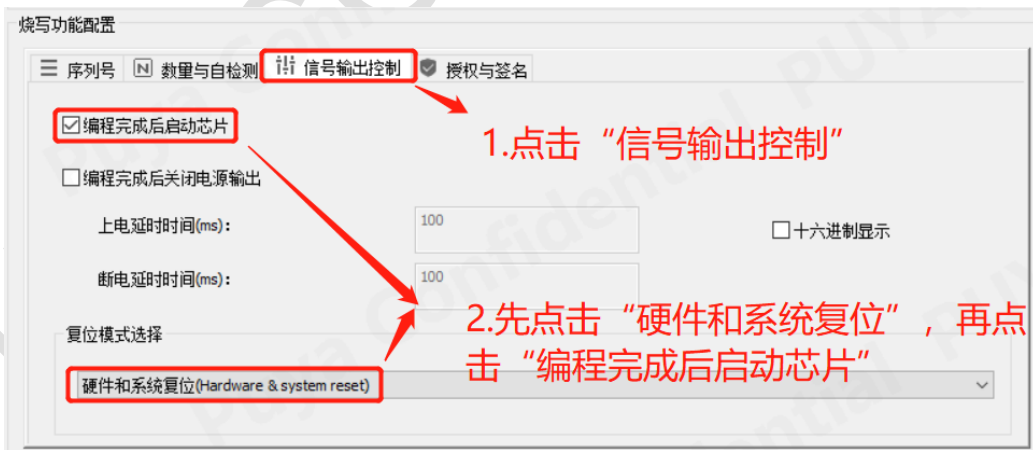 烧写功能配置
序列号 N 数量与自检测 信号输出控制 授权与签名
编程完成后启动芯片
1.点击“信号输出控制”
编程完成后关闭电源输出
上电延时时间(ms): 100 十六进制显示
断电延时时间(ms): 100
2.先点击“硬件和系统复位”，再点
击“编程完成后启动芯片”
复位模式选择
硬件和系统复位(Hardware & system reset)
Puya Confidential PUYA